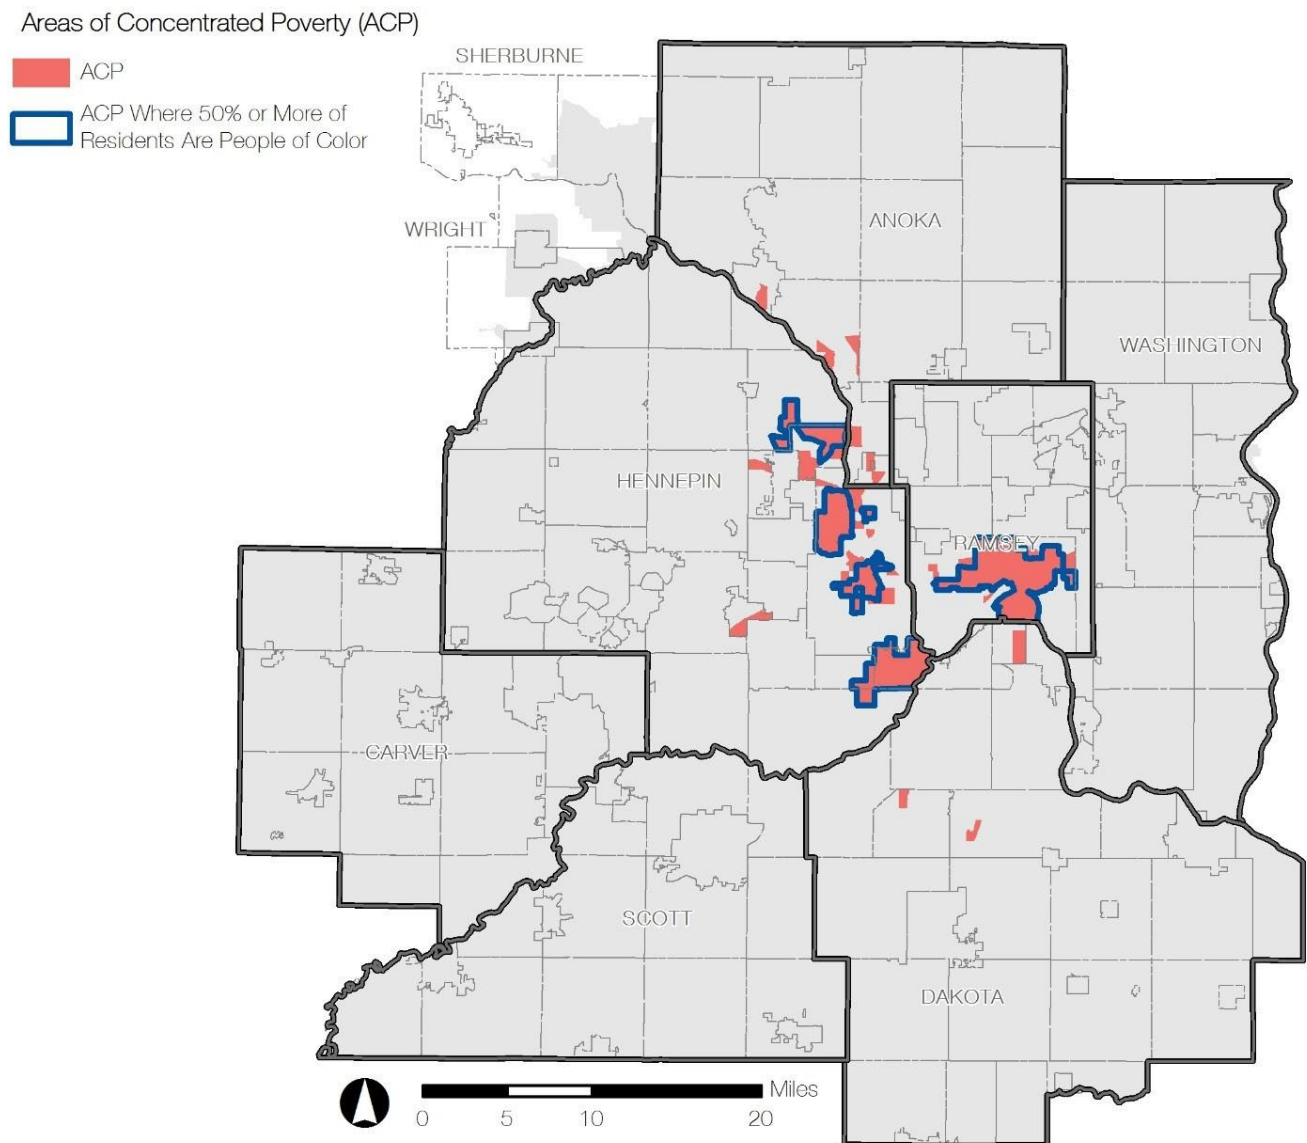 Areas of Concentrated Poverty (ACP)
ACP
ACP Where 50% or More of
Residents Are People of Color
SHERBURNE
WRIGHT
ANOKA
WASHINGTON
HENNEPIN
RAMSEY
CARVER
SCOTT
DAKOTA
Miles
0 5 10 20